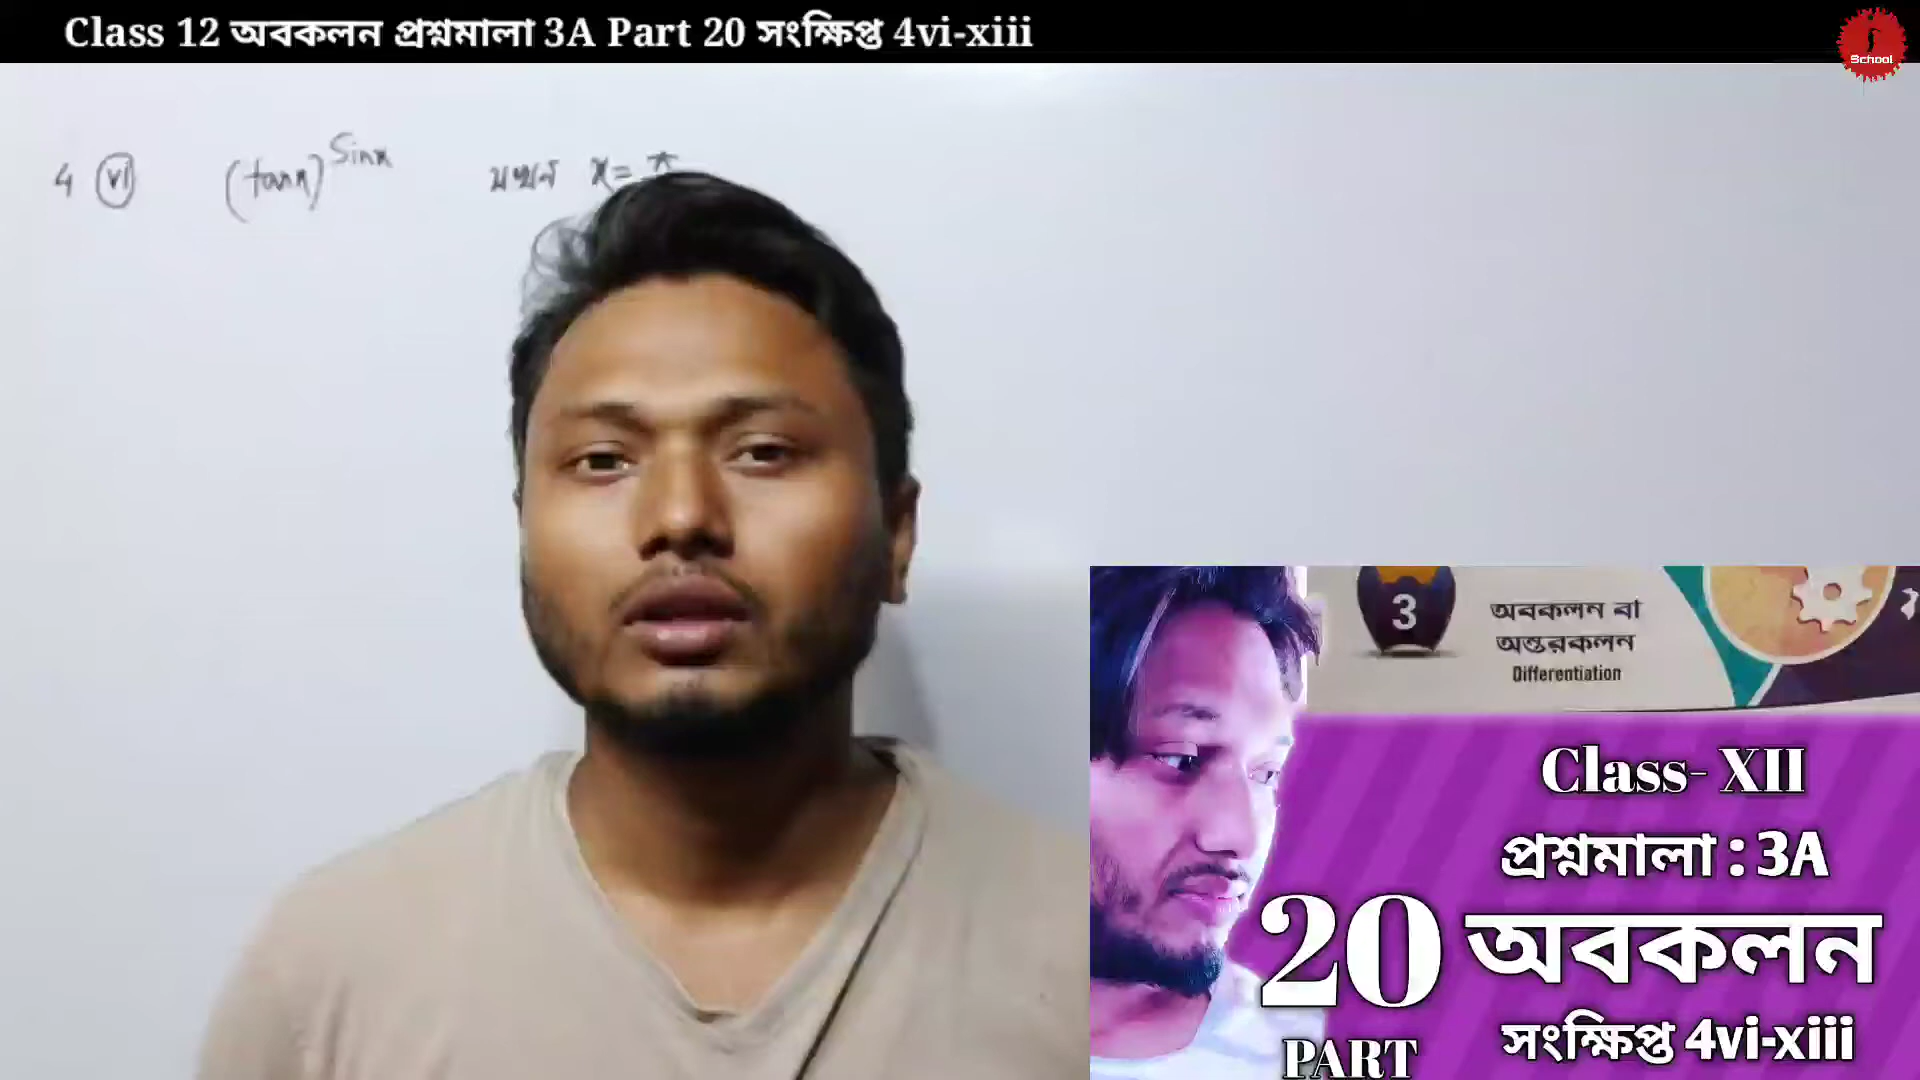 Class 12 অবকলন প্রশ্নমালা 3A Part 20 সংক্ষিপ্ত 4vi-xiii
School
4 (vi) (tanx)^Sinx যখন x= π
3
অবকলন বা
অন্তরকলন
Differentiation
Class- XII
প্রশ্নমালা : 3A
20 অবকলন
PART সংক্ষিপ্ত 4vi-xiii